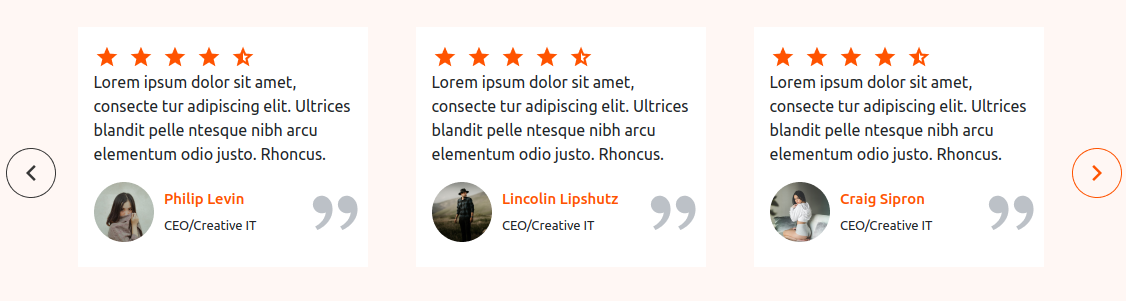 Lorem ipsum dolor sit amet,
consecte tur adipiscing elit. Ultrices
blandit pelle ntesque nibh arcu
elementum odio justo. Rhoncus.
Philip Levin
CEO/Creative IT
Lorem ipsum dolor sit amet,
consecte tur adipiscing elit. Ultrices
blandit pelle ntesque nibh arcu
elementum odio justo. Rhoncus.
Lincolin Lipshutz
CEO/Creative IT
Lorem ipsum dolor sit amet,
consecte tur adipiscing elit. Ultrices
blandit pelle ntesque nibh arcu
elementum odio justo. Rhoncus.
Craig Sipron
CEO/Creative IT